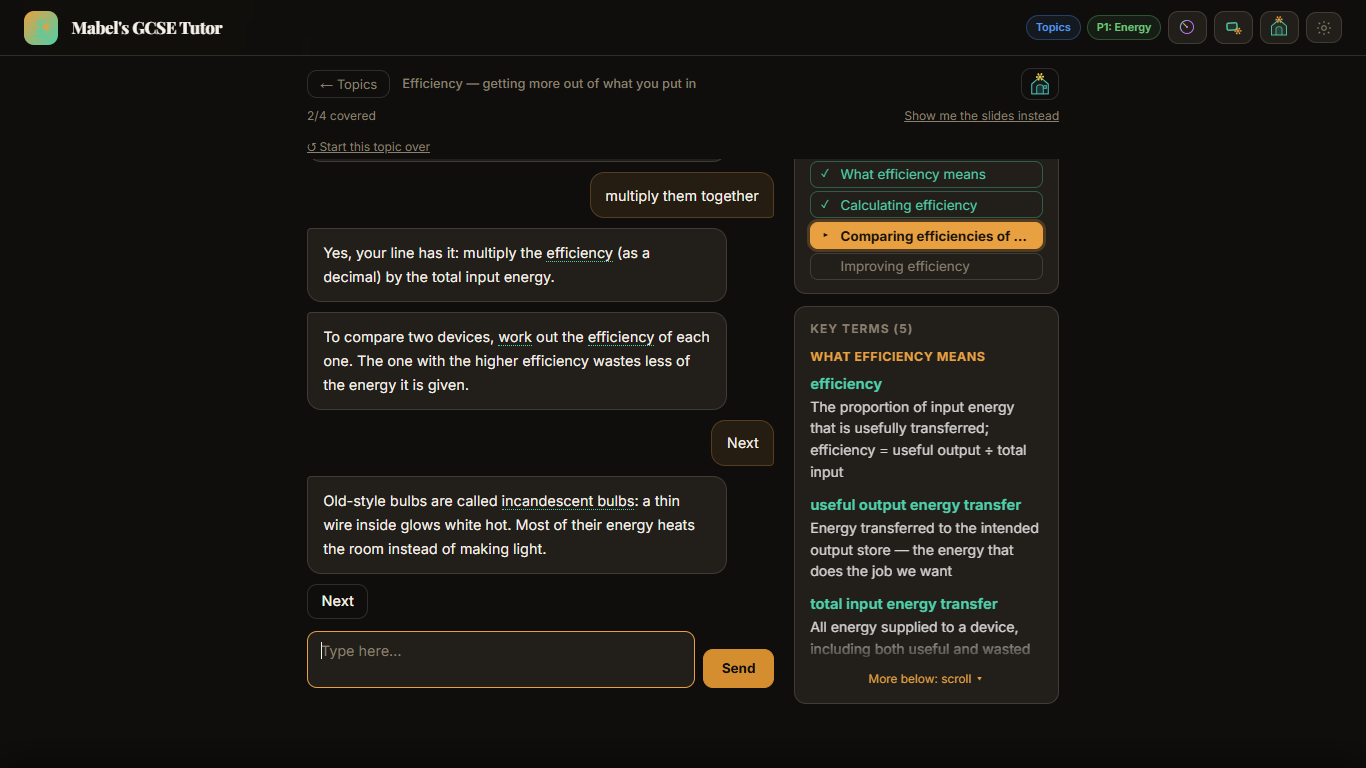 Mabel's GCSE Tutor
Topics
P1: Energy
← Topics
Efficiency — getting more out of what you put in
2/4 covered
Show me the slides instead
↺ Start this topic over
multiply them together
Yes, your line has it: multiply the efficiency (as a
decimal) by the total input energy.
To compare two devices, work out the efficiency of each
one. The one with the higher efficiency wastes less of
the energy it is given.
Next
Old-style bulbs are called incandescent bulbs: a thin
wire inside glows white hot. Most of their energy heats
the room instead of making light.
Next
Type here...
Send
✓ What efficiency means
✓ Calculating efficiency
‣ Comparing efficiencies of ...
Improving efficiency
KEY TERMS (5)
WHAT EFFICIENCY MEANS
efficiency
The proportion of input energy
that is usefully transferred;
efficiency = useful output ÷ total
input
useful output energy transfer
Energy transferred to the intended
output store — the energy that
does the job we want
total input energy transfer
All energy supplied to a device,
including both useful and wasted
More below: scroll ▾